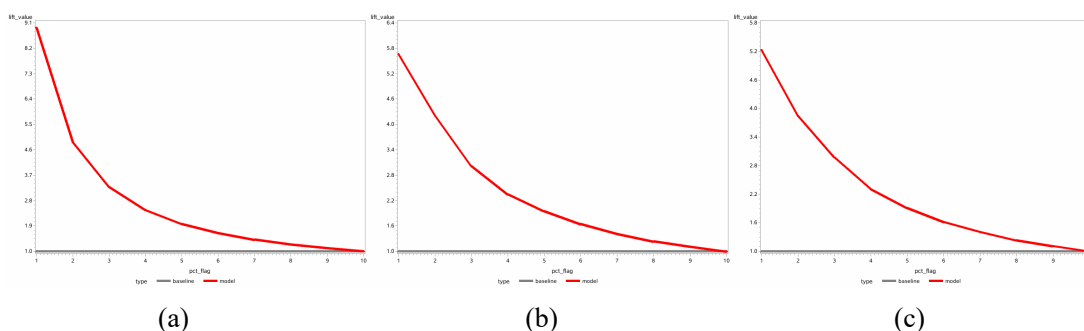 lift_value
9.1
8.2
7.3
6.4
5.5
4.6
3.7
2.8
1.9
1.0
1 2 3 4 5 6 7 8 9 10
pct_flag
type baseline model
(a)
lift_value
6.4
5.8
5.2
4.6
4.0
3.4
2.8
2.2
1.6
1.0
1 2 3 4 5 6 7 8 9 10
pct_flag
type baseline model
(b)
lift_value
5.8
5.2
4.6
4.0
3.4
2.8
2.2
1.6
1.0
1 2 3 4 5 6 7 8 9
pct_flag
type baseline model
(c)